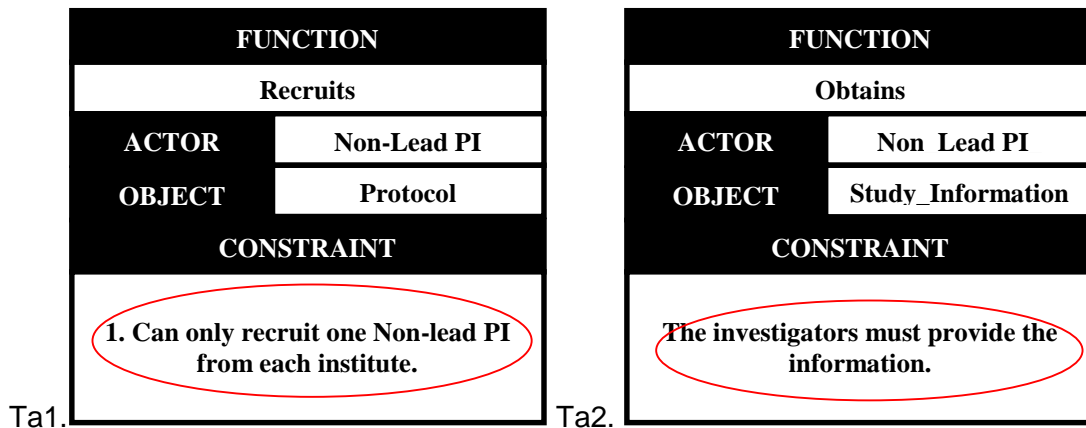 FUNCTION
Recruits
ACTOR Non-Lead PI
OBJECT Protocol
CONSTRAINT
1. Can only recruit one Non-lead PI
from each institute.
Ta1.
FUNCTION
Obtains
ACTOR Non Lead PI
OBJECT Study_Information
CONSTRAINT
The investigators must provide the
information.
Ta2.